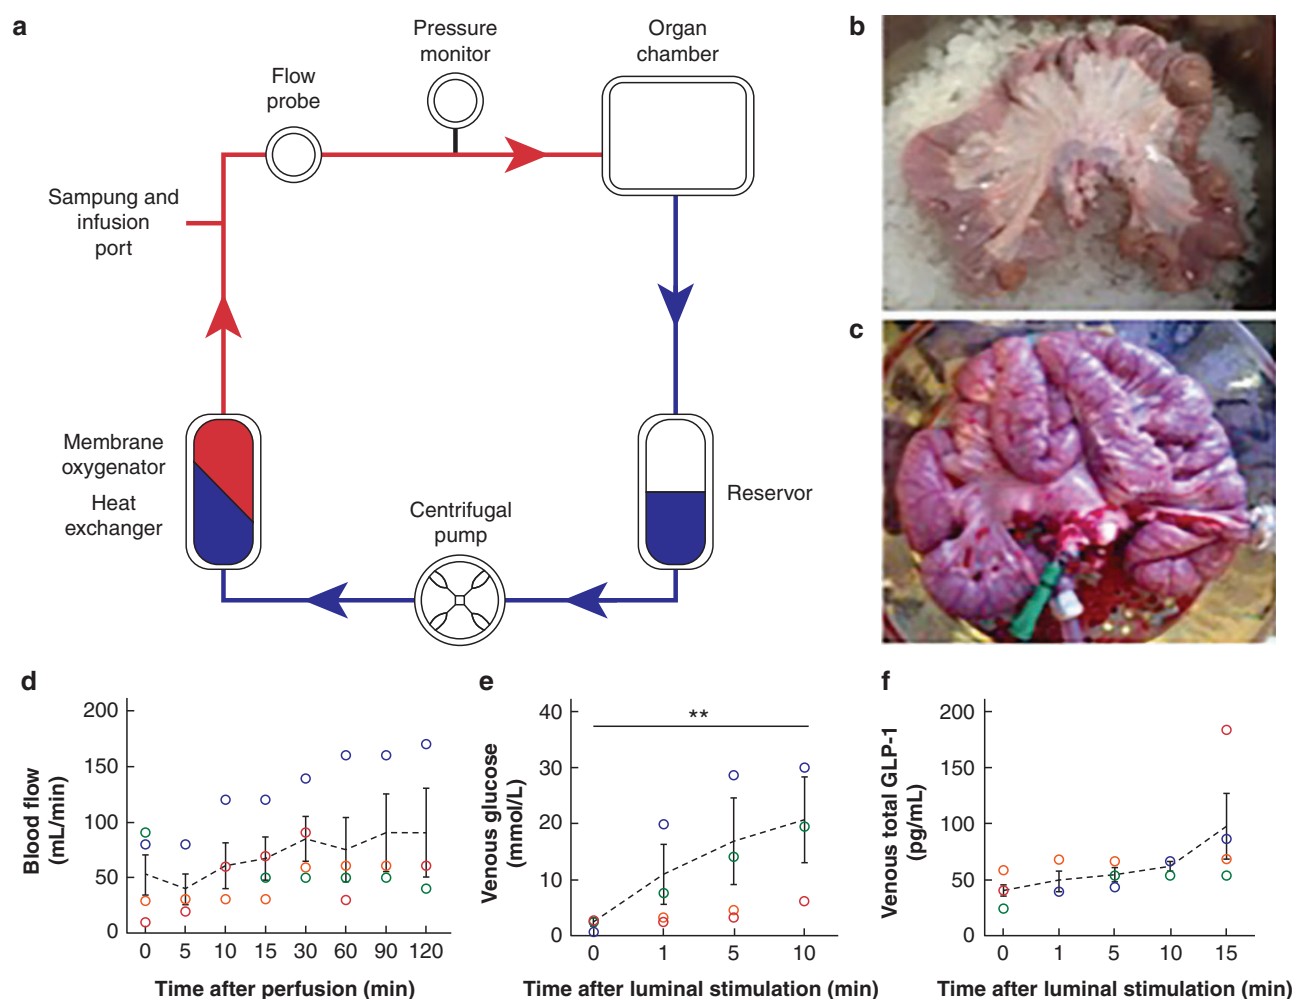 a
Pressure
monitor
Organ
chamber
Flow
probe
Sampung and
infusion
port
Membrane
oxygenator
Heat
exchanger
Centrifugal
pump
Reservor
b
c
d
200
150
100
50
0
Blood flow
(mL/min)
0 5 10 15 30 60 90 120
Time after perfusion (min)
e
**
40
30
20
10
0
Venous glucose
(mmol/L)
0 1 5 10
Time after luminal stimulation (min)
f
200
150
100
50
0
Venous total GLP-1
(pg/mL)
0 1 5 10 15
Time after luminal stimulation (min)